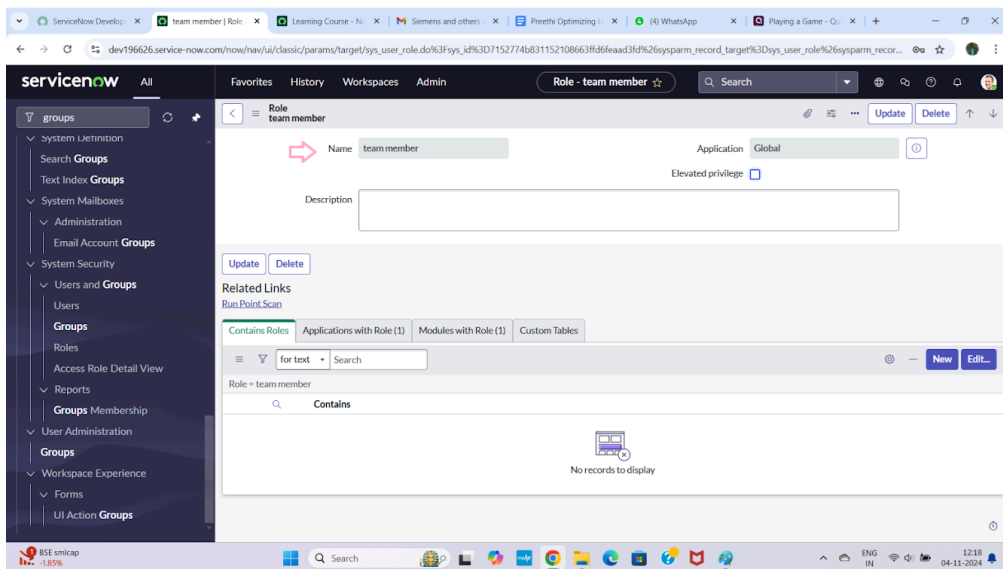 ServiceNow Develop
team member | Role
Learning Course - No
Siemens and others
Preethi Optimizing U
(4) WhatsApp
Playing a Game - Qu
dev196626.service-now.com/now/nav/ui/classic/params/target/sys_user_role.do%3Fsys_id%3D7152774b831152108663ffd6feaad3fd%26sysparm_record_target%3Dsys_user_role%26sysparm_recor...
servicenow All Favorites History Workspaces Admin Role - team member Search
groups
System Definition
Search Groups
Text Index Groups
System Mailboxes
Administration
Email Account Groups
System Security
Users and Groups
Users
Groups
Roles
Access Role Detail View
Reports
Groups Membership
User Administration
Groups
Workspace Experience
Forms
UI Action Groups
Role
team member
Update Delete
Name team member
Application Global
Elevated privilege
Description
Update Delete
Related Links
Run Point Scan
Contains Roles Applications with Role (1) Modules with Role (1) Custom Tables
for text Search New Edit...
Role = team member
Contains
No records to display
1
BSE smlcap
-1.85%
Search
ENG
IN
12:18
04-11-2024